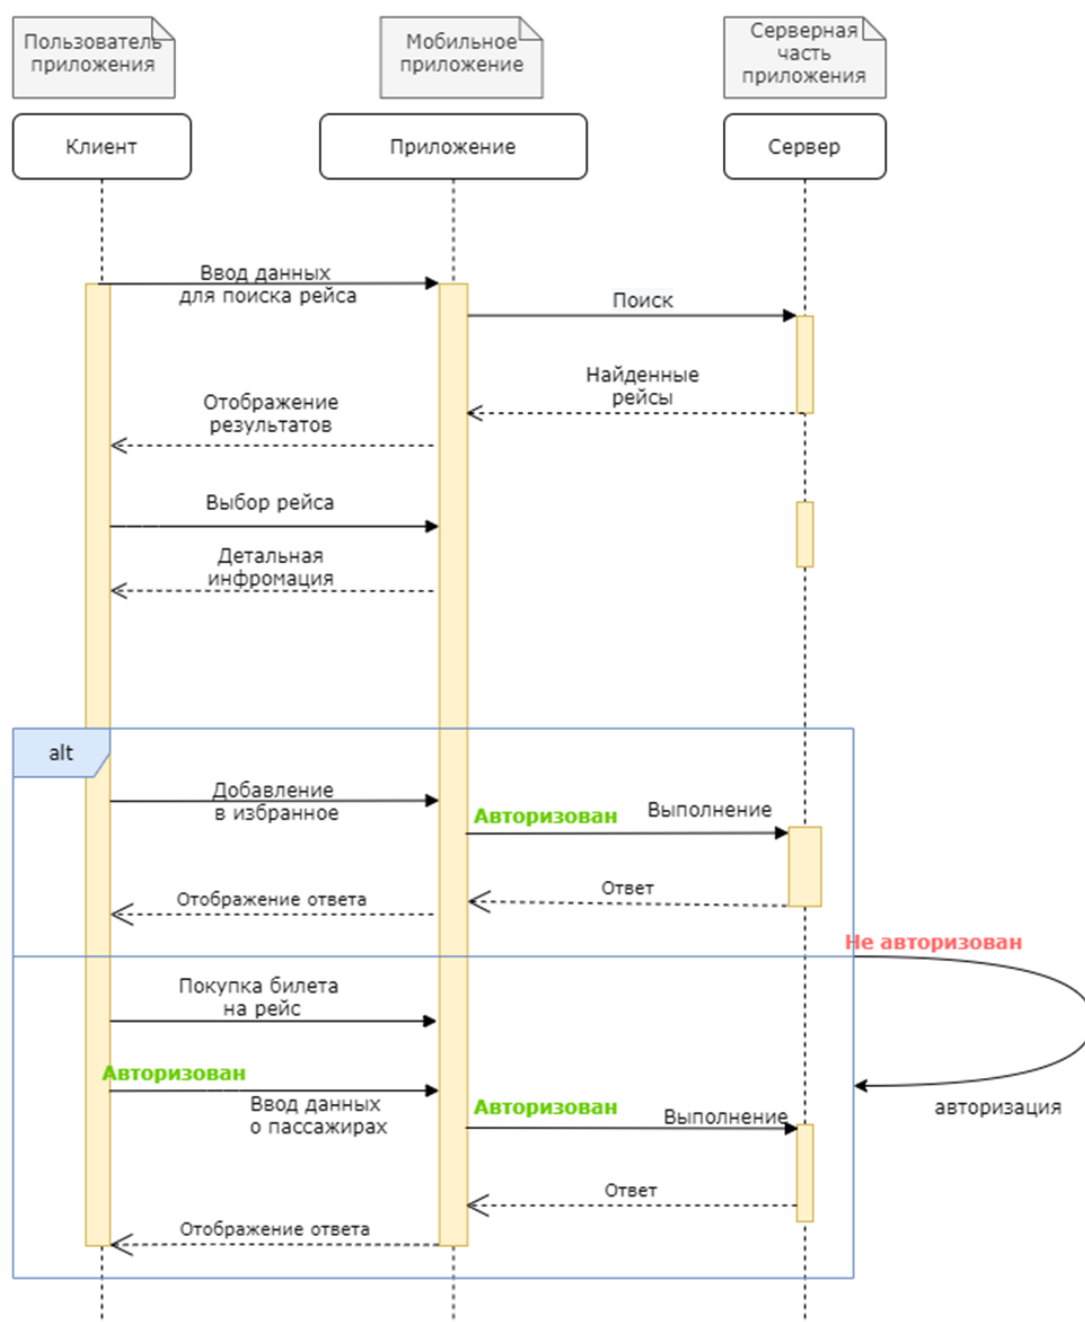 Пользователь
приложения
Мобильное
приложение
Серверная
часть
приложения
Клиент
Приложение
Сервер
Ввод данных
для поиска рейса
Поиск
Найденные
рейсы
Отображение
результатов
Выбор рейса
Детальная
инфромация
alt
Добавление
в избранное
Авторизован
Выполнение
Ответ
Отображение ответа
Не авторизован
Покупка билета
на рейс
Авторизован
Ввод данных
о пассажирах
Авторизован
Выполнение
авторизация
Ответ
Отображение ответа